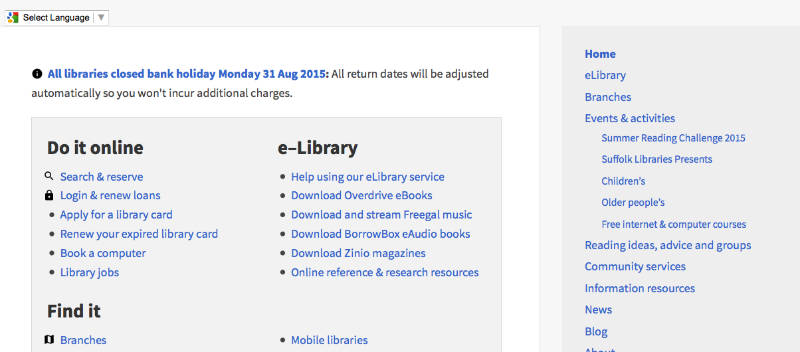 Select Language
All libraries closed bank holiday Monday 31 Aug 2015: All return dates will be adjusted
automatically so you won't incur additional charges.
Do it online
Search & reserve
Login & renew loans
Apply for a library card
Renew your expired library card
Book a computer
Library jobs
e–Library
Help using our eLibrary service
Download Overdrive eBooks
Download and stream Freegal music
Download BorrowBox eAudio books
Download Zinio magazines
Online reference & research resources
Find it
Branches
Mobile libraries
Home
eLibrary
Branches
Events & activities
Summer Reading Challenge 2015
Suffolk Libraries Presents
Children's
Older people's
Free internet & computer courses
Reading ideas, advice and groups
Community services
Information resources
News
Blog
About